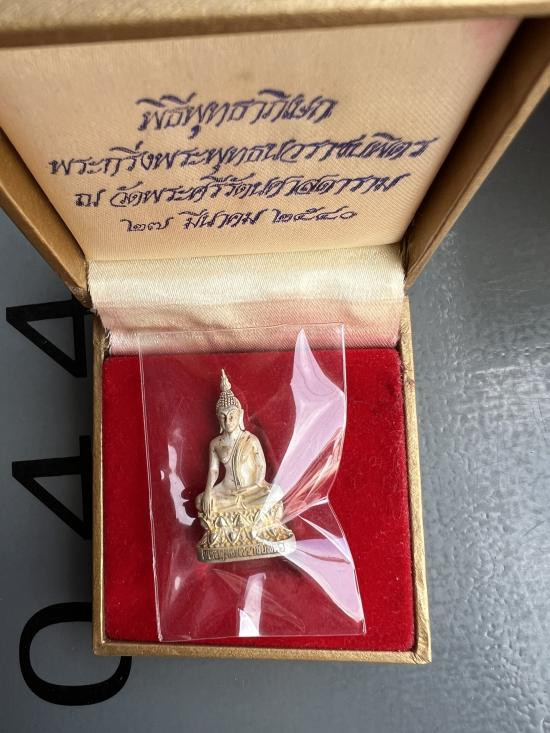 พิธีพุทธาภิเษก
พระกริ่งพระพุทธนวราชบพิตร
ณ วัดพระศรีรัตนศาสดาราม
๒๗ มีนาคม ๒๕๔๐
044